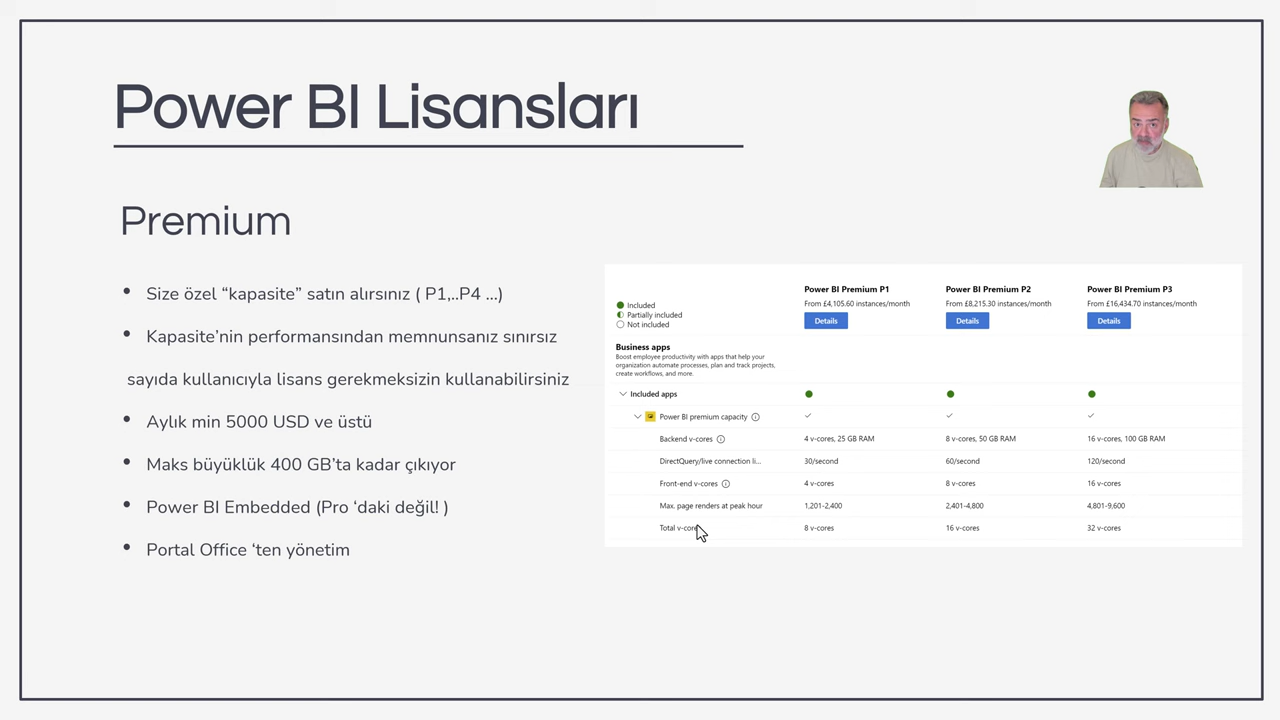 Power BI Lisansları
Premium
• Size özel “kapasite” satın alırsınız ( P1,..P4 ...)
• Kapasite’nin performansından memnunsanız sınırsız
sayıda kullanıcıyla lisans gerekmeksizin kullanabilirsiniz
• Aylık min 5000 USD ve üstü
• Maks büyüklük 400 GB’ta kadar çıkıyor
• Power BI Embedded (Pro ‘daki değil! )
• Portal Office ‘ten yönetim
Power BI Premium P1 Power BI Premium P2 Power BI Premium P3
From £4,105.60 instances/month From £8,215.30 instances/month From £16,434.70 instances/month
Details Details Details
Included
Partially included
Not included
Business apps
Boost employee productivity with apps that help your
organization automate processes, plan and track projects,
create workflows, and more.
Included apps
Power BI premium capacity
Backend v-cores 4 v-cores, 25 GB RAM 8 v-cores, 50 GB RAM 16 v-cores, 100 GB RAM
DirectQuery/live connection li... 30/second 60/second 120/second
Front-end v-cores 4 v-cores 8 v-cores 16 v-cores
Max. page renders at peak hour 1,201-2,400 2,401-4,800 4,801-9,600
Total v-cores 8 v-cores 16 v-cores 32 v-cores